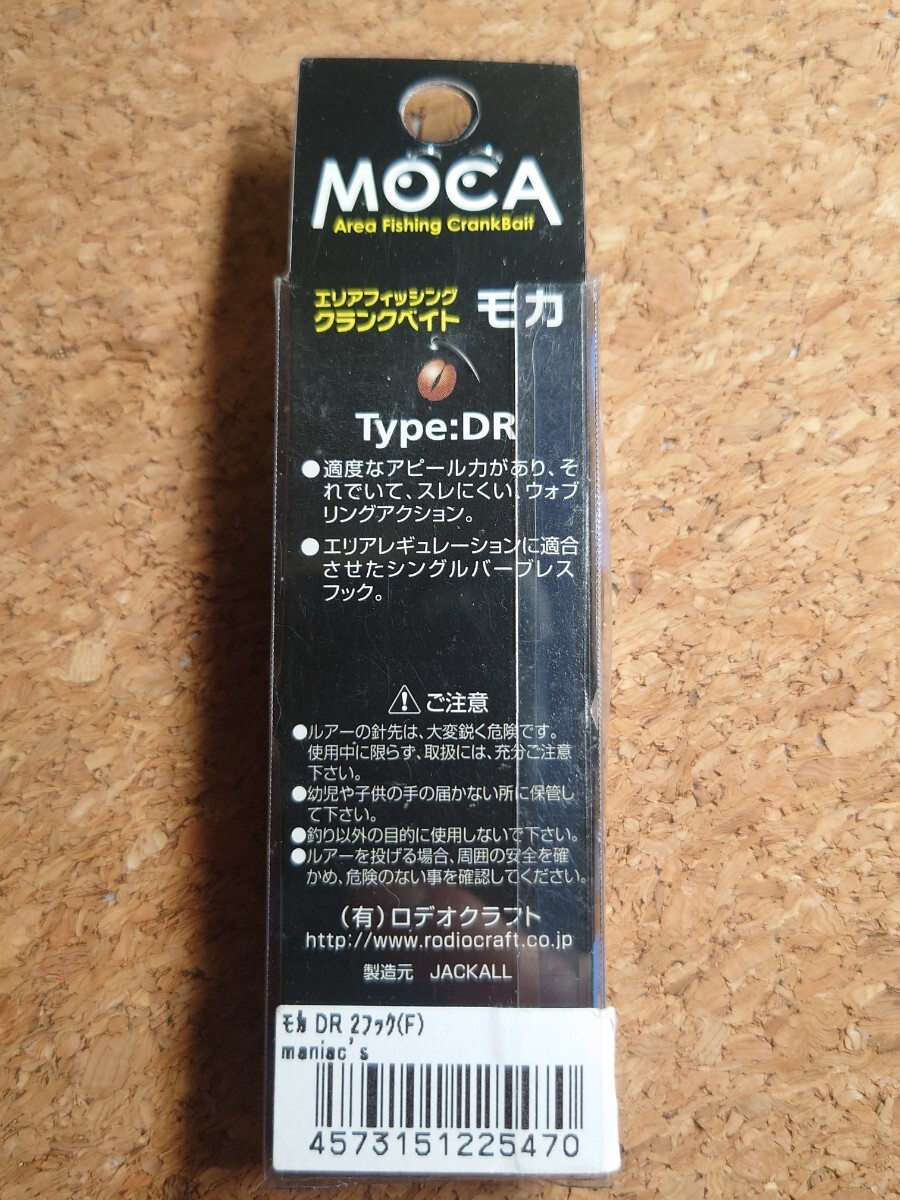 MOCA
Area Fishing CrankBait
エリアフィッシング
クランクベイト モカ
Type:DR
●適度なアピール力があり、そ
れでいて、スレにくい、ウォブ
リングアクション。
●エリアレギュレーションに適合
させたシングルバーブレス
フック。
ご注意
●ルアーの針先は、大変鋭く危険です。
使用中に限らず、取扱には、充分ご注意
下さい。
●幼児や子供の手の届かない所に保管し
て下さい。
●釣り以外の目的に使用しないで下さい。
●ルアーを投げる場合、周囲の安全を確
かめ、危険のない事を確認してください。
（有）ロデオクラフト
http://www.rodiocraft.co.jp
製造元 JACKALL
ﾓｶ DR 2ﾌｯｸ(F)
maniac's
4573151225470